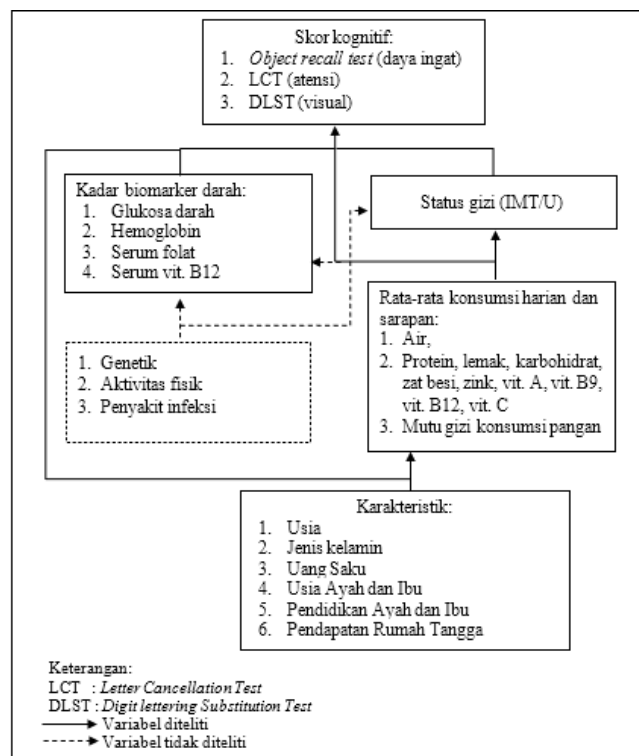 Skor kognitif:
1. Object recall test (daya ingat)
2. LCT (atensi)
3. DLST (visual)
Kadar biomarker darah:
1. Glukosa darah
2. Hemoglobin
3. Serum folat
4. Serum vit. B12
Status gizi (IMT/U)
Rata-rata konsumsi harian dan
sarapan:
1. Air,
2. Protein, lemak, karbohidrat,
zat besi, zink, vit. A, vit. B9,
vit. B12, vit. C
3. Mutu gizi konsumsi pangan
1. Genetik
2. Aktivitas fisik
3. Penyakit infeksi
Karakteristik:
1. Usia
2. Jenis kelamin
3. Uang Saku
4. Usia Ayah dan Ibu
5. Pendidikan Ayah dan Ibu
6. Pendapatan Rumah Tangga
Keterangan:
LCT : Letter Cancellation Test
DLST : Digit lettering Substitution Test
Variabel diteliti
Variabel tidak diteliti